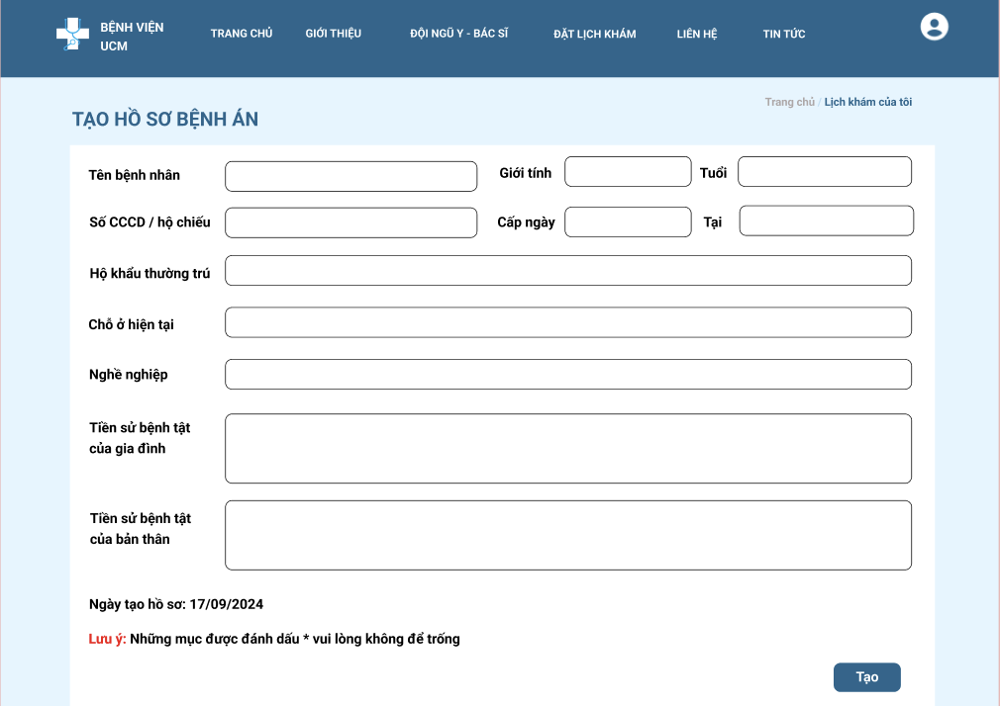 BỆNH VIỆN
UCM
TRANG CHỦ GIỚI THIỆU ĐỘI NGŨ Y - BÁC SĨ ĐẶT LỊCH KHÁM LIÊN HỆ TIN TỨC
Trang chủ / Lịch khám của tôi
TẠO HỒ SƠ BỆNH ÁN
Tên bệnh nhân Giới tính Tuổi
Số CCCD / hộ chiếu Cấp ngày Tại
Hộ khẩu thường trú
Chỗ ở hiện tại
Nghề nghiệp
Tiền sử bệnh tật
của gia đình
Tiền sử bệnh tật
của bản thân
Ngày tạo hồ sơ: 17/09/2024
Lưu ý: Những mục được đánh dấu * vui lòng không để trống
Tạo